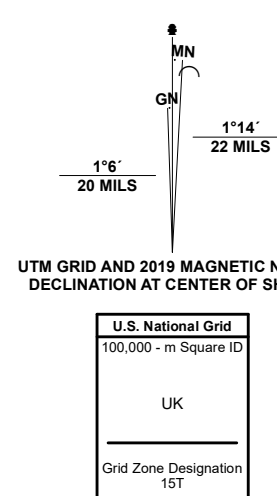 MN
GN
1°14´
22 MILS
1°6´
20 MILS
UTM GRID AND 2019 MAGNETIC N
DECLINATION AT CENTER OF SH
U.S. National Grid
100,000 - m Square ID
UK
Grid Zone Designation
15T